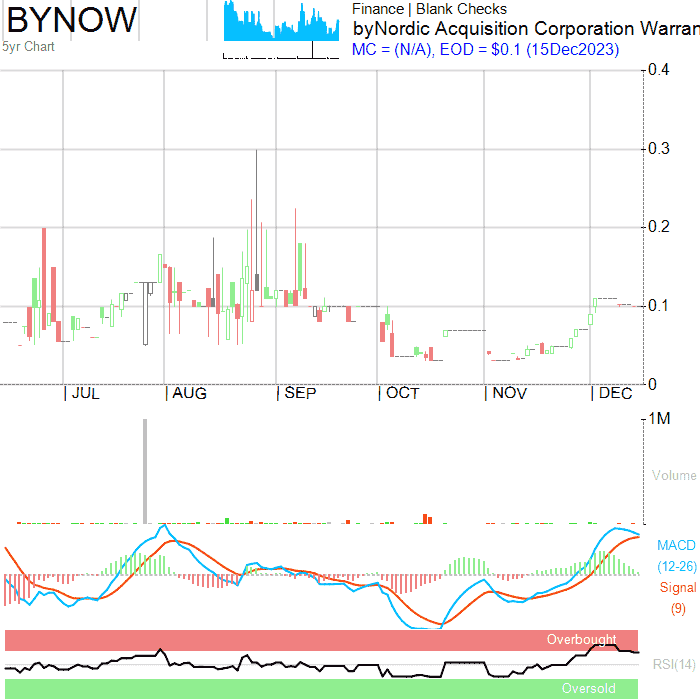 BYNOW
5yr Chart
Finance | Blank Checks
byNordic Acquisition Corporation Warran
MC = (N/A), EOD = $0.1 (15Dec2023)
0.4
0.3
0.2
0.1
0
JUL AUG SEP OCT NOV DEC
1M
Volume
MACD
(12-26)
Signal
(9)
Overbought
RSI(14)
Oversold